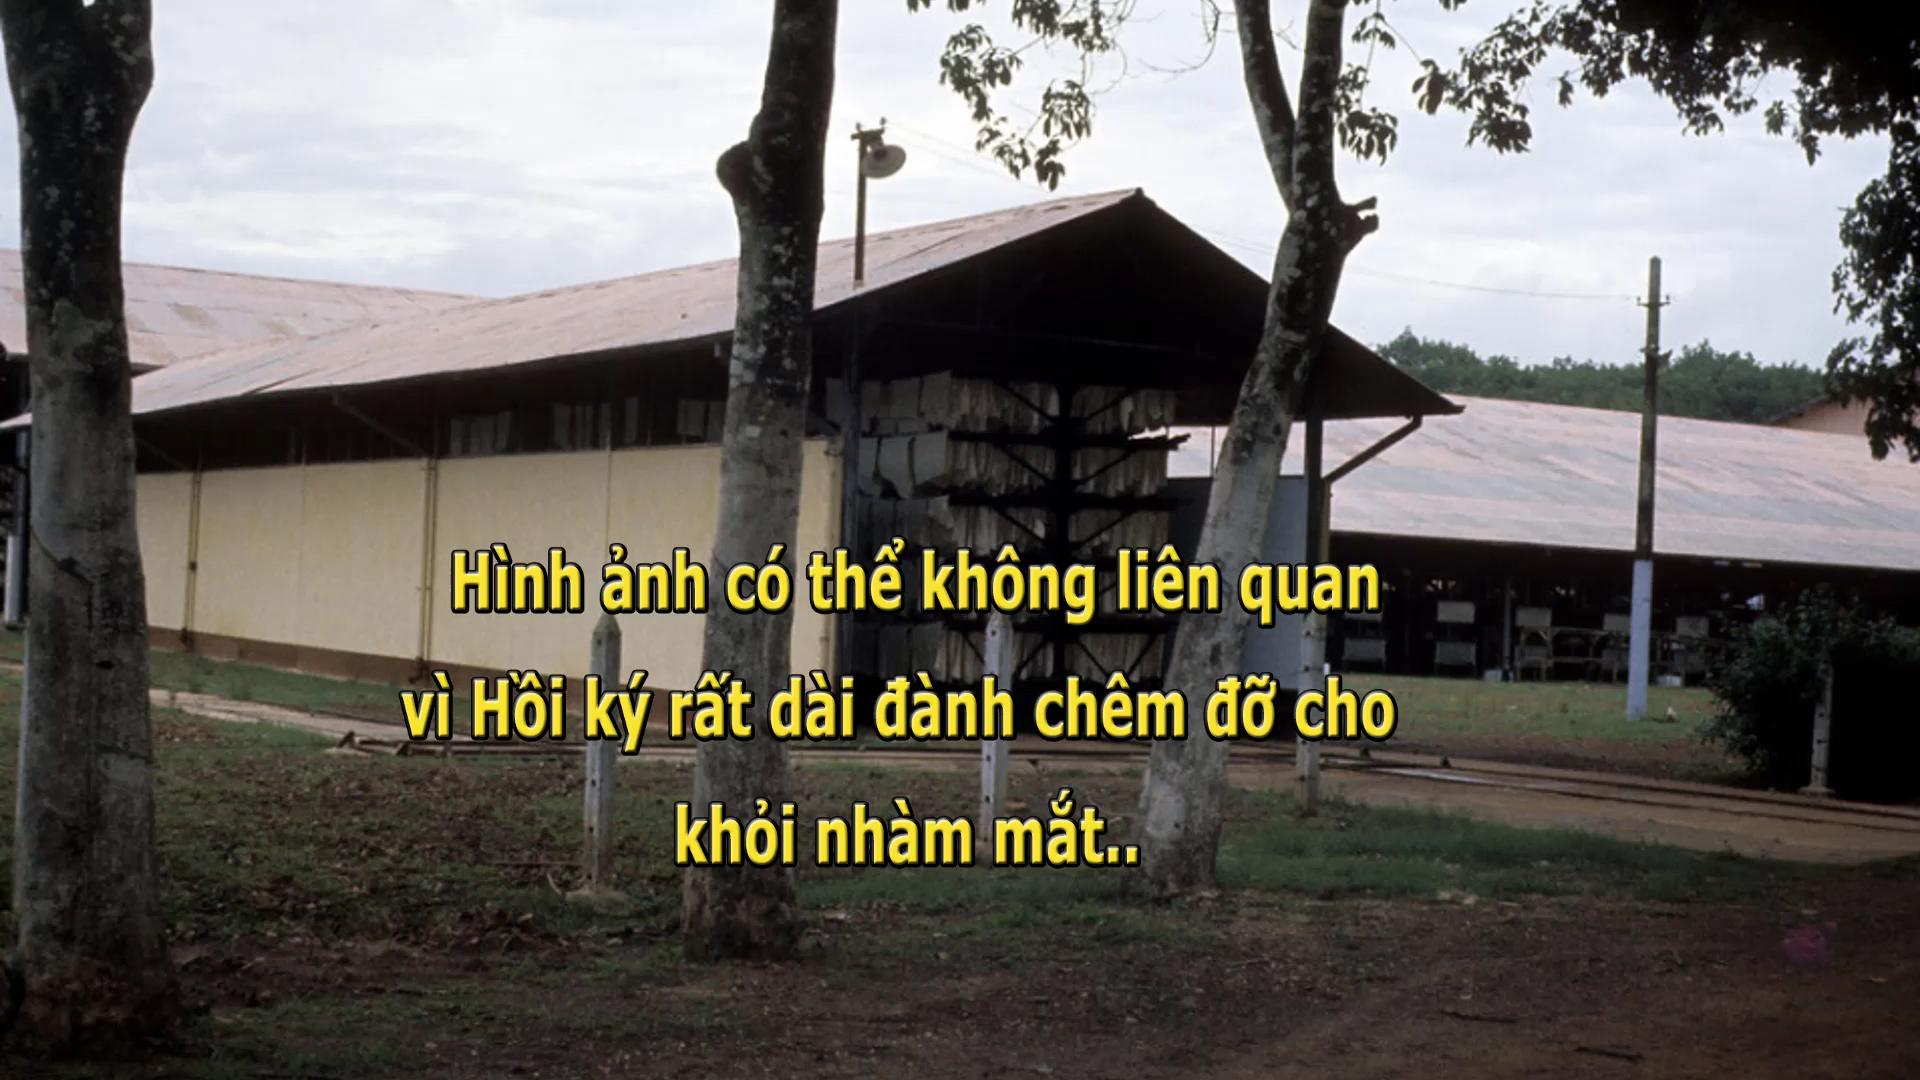 Hình ảnh có thể không liên quan
vì Hồi ký rất dài đành chêm đỡ cho
khỏi nhàm mắt..